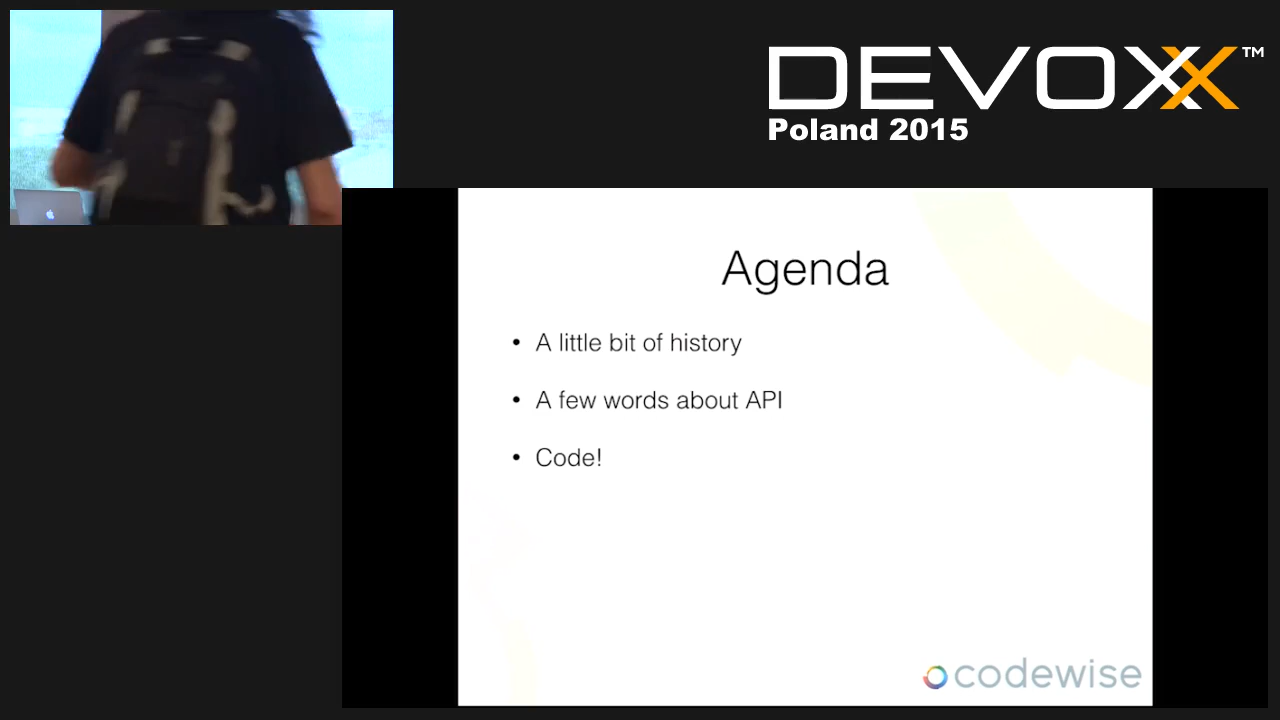 DEVOXX™
Poland 2015
Agenda
• A little bit of history
• A few words about API
• Code!
codewise